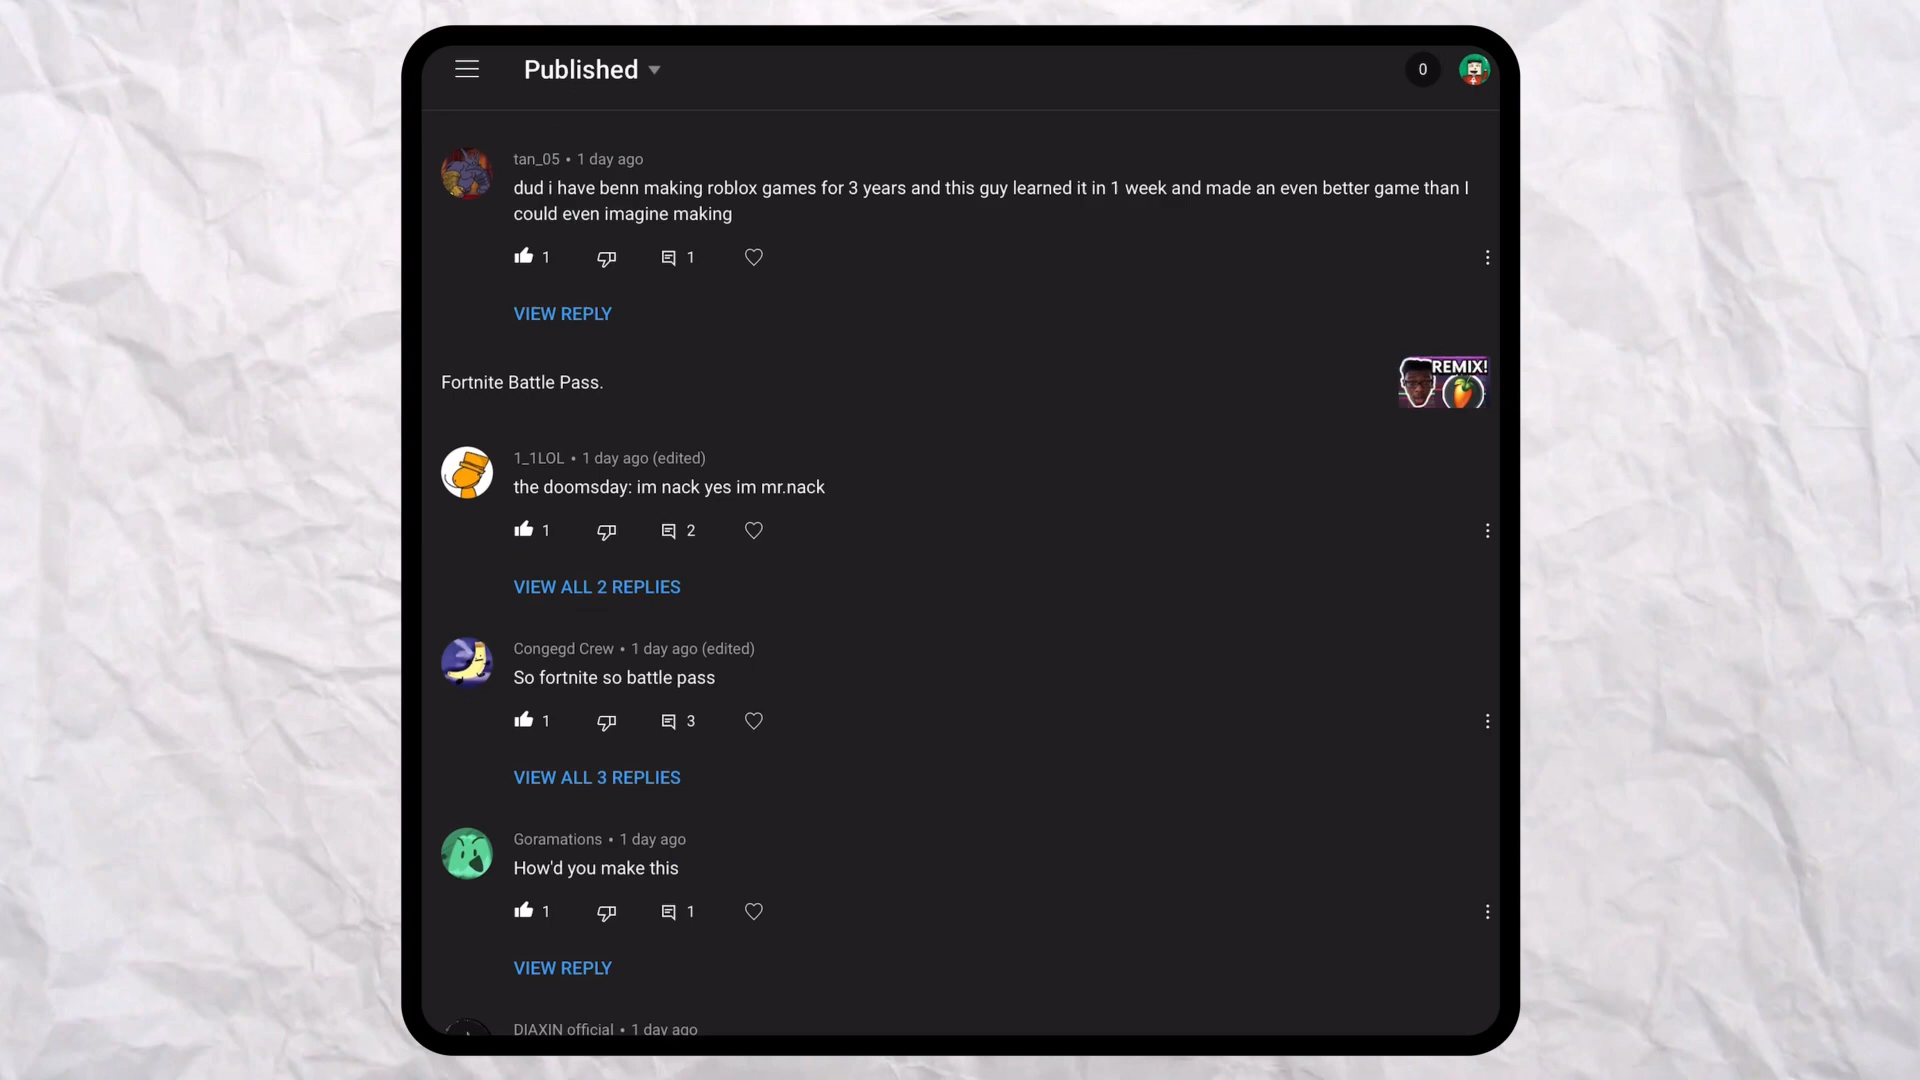 Published
0
tan_05 • 1 day ago
dud i have benn making roblox games for 3 years and this guy learned it in 1 week and made an even better game than I
could even imagine making
1
1
VIEW REPLY
Fortnite Battle Pass.
REMIX!
1_1LOL • 1 day ago (edited)
the doomsday: im nack yes im mr.nack
1
2
VIEW ALL 2 REPLIES
Congegd Crew • 1 day ago (edited)
So fortnite so battle pass
1
3
VIEW ALL 3 REPLIES
Goramations • 1 day ago
How'd you make this
1
1
VIEW REPLY
DIAXIN official • 1 day ago